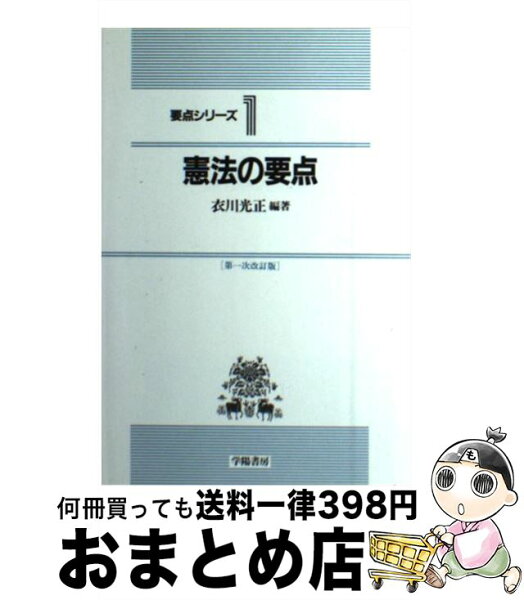 要点シリーズ 1
憲法の要点
衣川光正 編著
[第一次改訂版]
学陽書房
も
何冊買っても 送料一律398円
おまとめ店